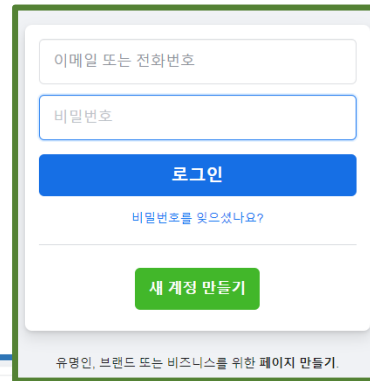 이메일 또는 전화번호
비밀번호
로그인
비밀번호를 잊으셨나요?
새 계정 만들기
유명인, 브랜드 또는 비즈니스를 위한 페이지 만들기.